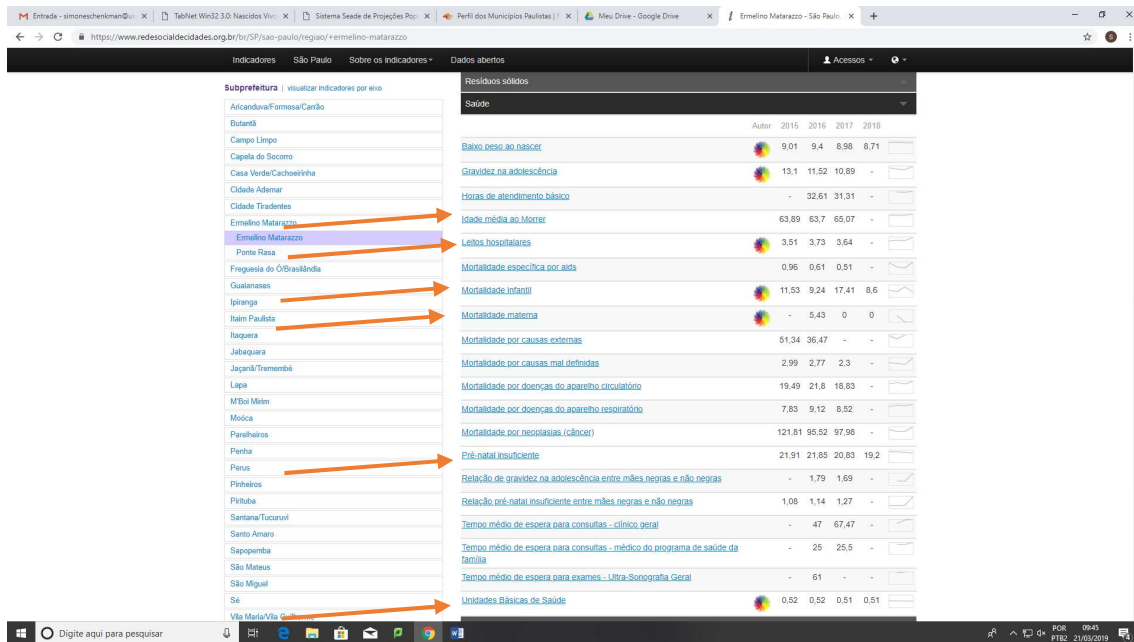 Entrada - simoneschenkman@u
TabNet Win32 3.0: Nascidos Vivo
Sistema Seade de Projeções Pop
Perfil dos Municípios Paulistas |
Meu Drive - Google Drive
Ermelino Matarazzo - São Paulo,
https://www.redesocialdecidades.org.br/br/SP/sao-paulo/regiao/+ermelino-matarazzo
Indicadores São Paulo Sobre os indicadores Dados abertos Acessos
Subprefeitura | visualizar indicadores por eixo
Aricanduva/Formosa/Carrão
Butantã
Campo Limpo
Capela do Socorro
Casa Verde/Cachoeirinha
Cidade Ademar
Cidade Tiradentes
Ermelino Matarazzo
Ermelino Matarazzo
Ponte Rasa
Freguesia do Ó/Brasilândia
Guaianases
Ipiranga
Itaim Paulista
Itaquera
Jabaquara
Jaçanã/Tremembé
Lapa
M'Boi Mirim
Moóca
Parelheiros
Penha
Perus
Pinheiros
Pirituba
Santana/Tucuruvi
Santo Amaro
Sapopemba
São Mateus
São Miguel
Sé
Vila Maria/Vila Guilherme
Resíduos sólidos
Saúde
Autor 2015 2016 2017 2018
Baixo peso ao nascer 9,01 9,4 8,98 8,71
Gravidez na adolescência 13,1 11,52 10,89 -
Horas de atendimento básico - 32,61 31,31 -
Idade média ao Morrer 63,89 63,7 65,07 -
Leitos hospitalares 3,51 3,73 3,64 -
Mortalidade específica por aids 0,96 0,61 0,51 -
Mortalidade infantil 11,53 9,24 17,41 8,6
Mortalidade materna - 5,43 0 0
Mortalidade por causas externas 51,34 36,47 - -
Mortalidade por causas mal definidas 2,99 2,77 2,3 -
Mortalidade por doenças do aparelho circulatório 19,49 21,8 18,83 -
Mortalidade por doenças do aparelho respiratório 7,83 9,12 8,52 -
Mortalidade por neoplasias (câncer) 121,81 95,52 97,98 -
Pré-natal insuficiente 21,91 21,85 20,83 19,2
Relação de gravidez na adolescência entre mães negras e não negras - 1,79 1,69 -
Relação pré-natal insuficiente entre mães negras e não negras 1,08 1,14 1,27 -
Tempo médio de espera para consultas - clínico geral - 47 67,47 -
Tempo médio de espera para consultas - médico do programa de saúde da
família - 25 25,5 -
Tempo médio de espera para exames - Ultra-Sonografia Geral - 61 - -
Unidades Básicas de Saúde 0,52 0,52 0,51 0,51
Digite aqui para pesquisar
POR 09:45
PTB2 21/03/2019